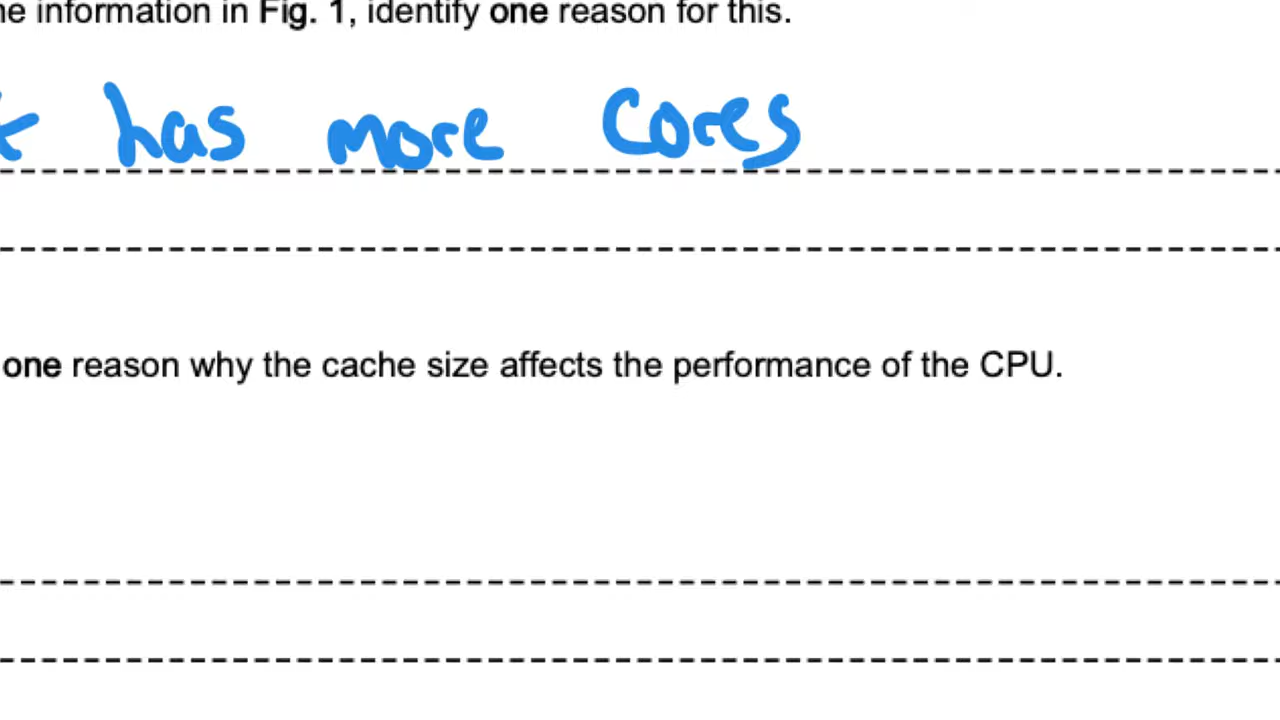 he information in Fig. 1, identify one reason for this.
has more cores
one reason why the cache size affects the performance of the CPU.